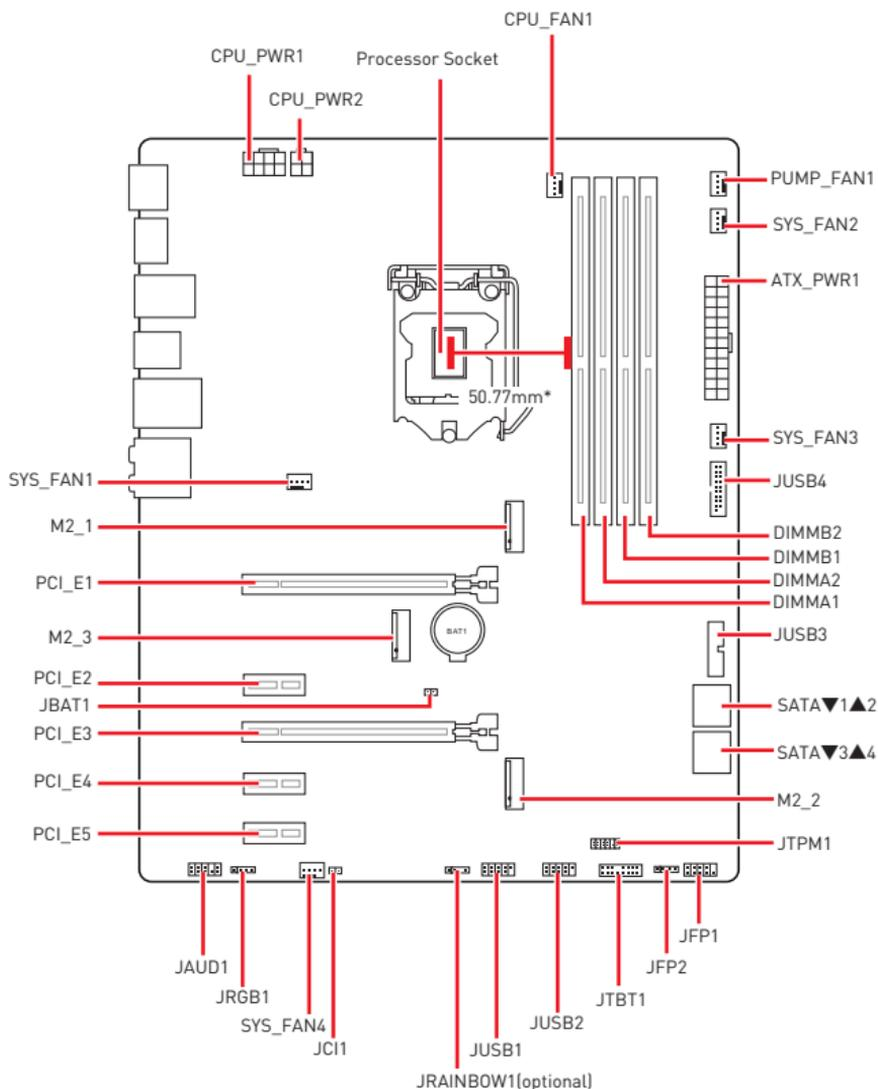 CPU_FAN1
CPU_PWR1
Processor Socket
CPU_PWR2
PUMP_FAN1
SYS_FAN2
ATX_PWR1
50.77mm*
SYS_FAN3
SYS_FAN1
JUSB4
M2_1
DIMMB2
DIMMB1
PCI_E1
DIMMA2
DIMMA1
BAT1
M2_3
JUSB3
PCI_E2
JBAT1
SATA▼1▲2
PCI_E3
SATA▼3▲4
PCI_E4
M2_2
PCI_E5
JTPM1
JFP1
JAUD1
JFP2
JRGB1
JTBT1
SYS_FAN4
JUSB2
JCI1
JUSB1
JRAINBOW1(optional)